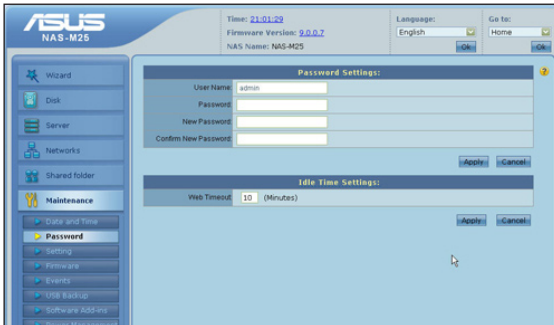 ASUS
NAS-M25
Time: 21:01:29
Firmware Version: 9.0.0.7
NAS Name: NAS-M25
Language:
English
Ok
Go to:
Home
Ok
Wizard
Disk
Server
Networks
Shared folder
Maintenance
Date and Time
Password
Setting
Firmware
Events
USB Backup
Software Add-ins
Password Settings:
User Name: admin
Password:
New Password:
Confirm New Password:
Apply Cancel
Idle Time Settings:
Web Timeout: 10 (Minutes)
Apply Cancel